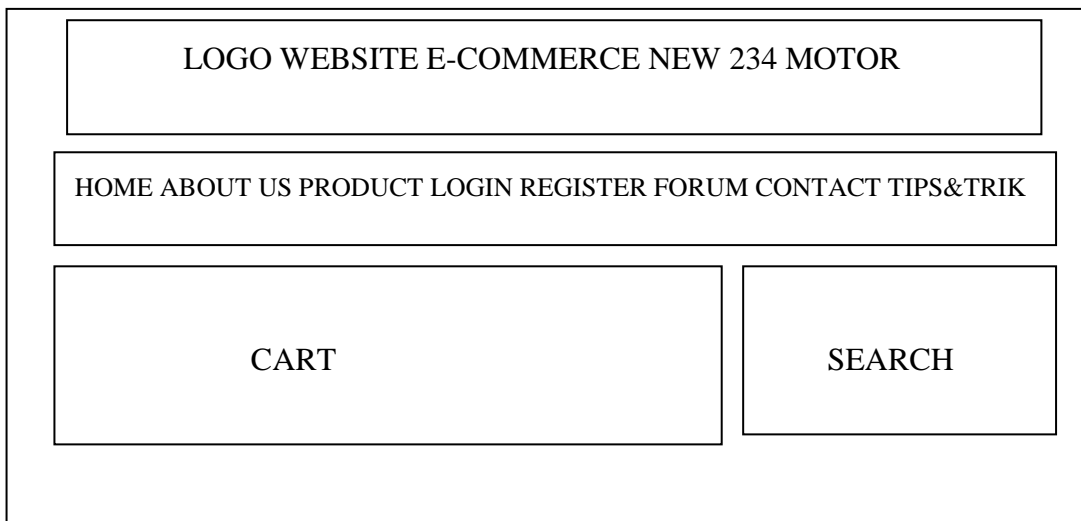 LOGO WEBSITE E-COMMERCE NEW 234 MOTOR
HOME ABOUT US PRODUCT LOGIN REGISTER FORUM CONTACT TIPS&TRIK
CART
SEARCH